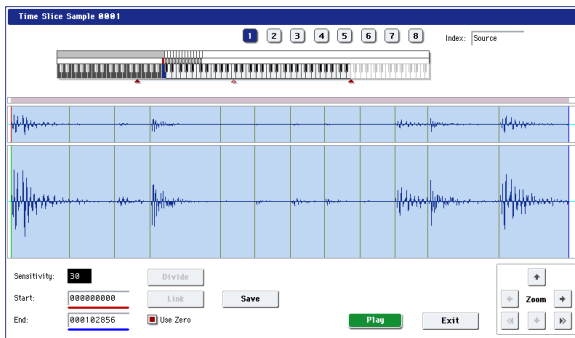 Time Slice Sample 0001
1 2 3 4 5 6 7 8 Index: Source
Sensitivity: 30 Divide
Start: 000000000 Link Save
End: 000102856 Use Zero Play Exit
Zoom